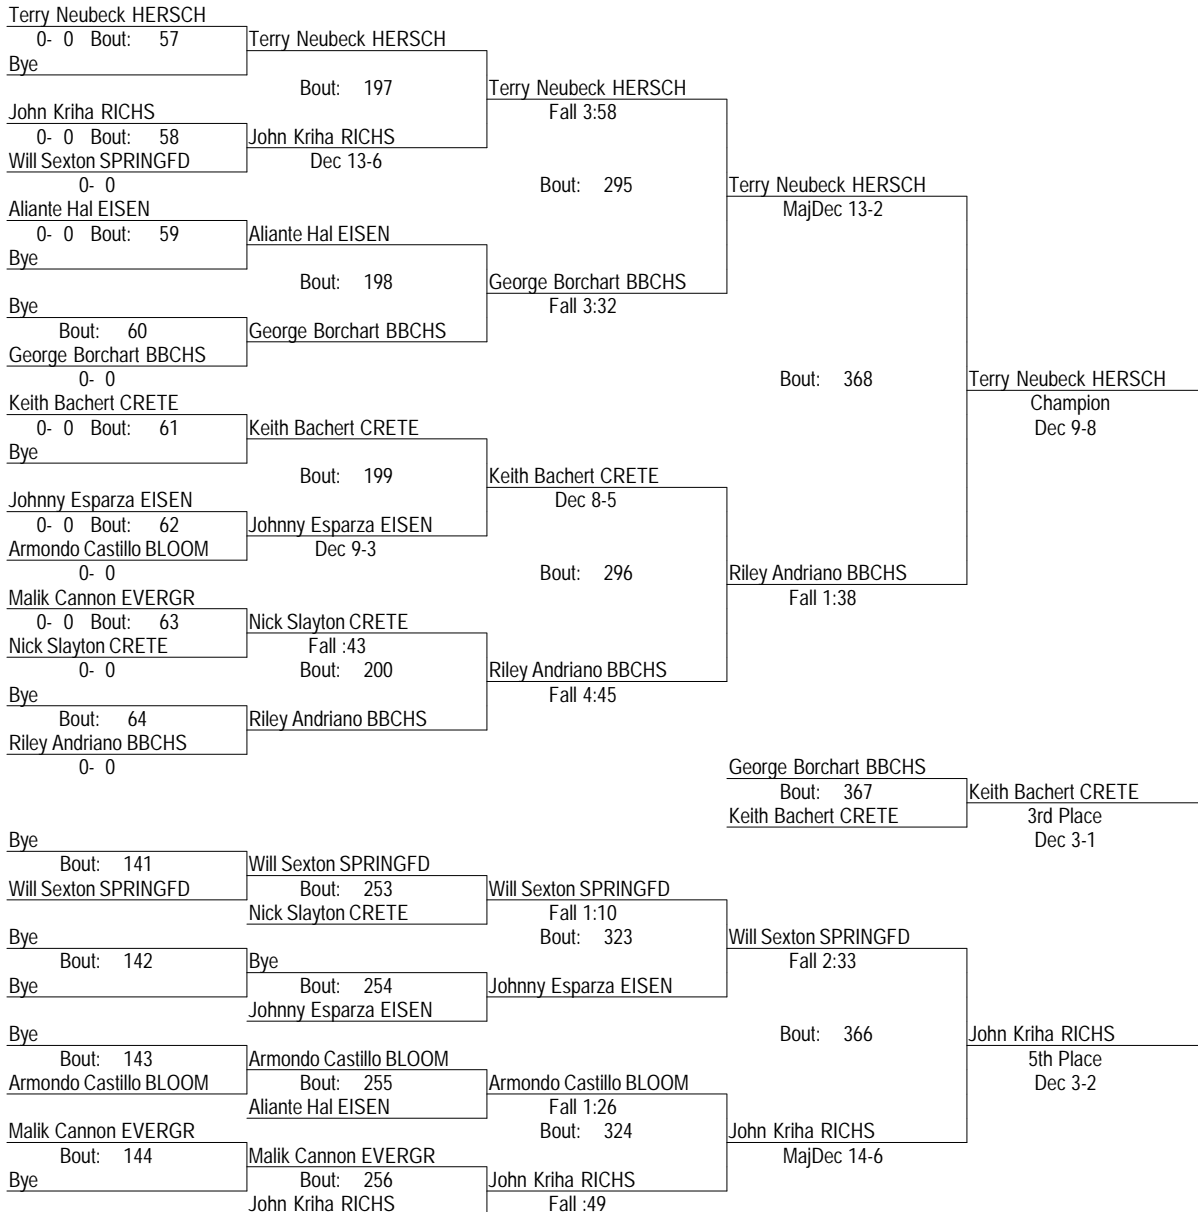 Terry Neubeck HERSCH
0- 0 Bout: 57 Terry Neubeck HERSCH
Bye
Bout: 197 Terry Neubeck HERSCH
John Kriha RICHS Fall 3:58
0- 0 Bout: 58 John Kriha RICHS
Will Sexton SPRINGFD Dec 13-6
0- 0 Bout: 295 Terry Neubeck HERSCH
Aliante Hal EISEN MajDec 13-2
0- 0 Bout: 59 Aliante Hal EISEN
Bye
Bout: 198 George Borchart BBCHS
Bye Fall 3:32
Bout: 60 George Borchart BBCHS
George Borchart BBCHS
0- 0 Bout: 368 Terry Neubeck HERSCH
Keith Bachert CRETE Champion
0- 0 Bout: 61 Keith Bachert CRETE Dec 9-8
Bye
Bout: 199 Keith Bachert CRETE
Johnny Esparza EISEN Dec 8-5
0- 0 Bout: 62 Johnny Esparza EISEN
Armondo Castillo BLOOM Dec 9-3
0- 0 Bout: 296 Riley Andriano BBCHS
Malik Cannon EVERGR Fall 1:38
0- 0 Bout: 63 Nick Slayton CRETE
Nick Slayton CRETE Fall :43
0- 0 Bout: 200 Riley Andriano BBCHS
Bye Fall 4:45
Bout: 64 Riley Andriano BBCHS
Riley Andriano BBCHS
0- 0 George Borchart BBCHS
Bout: 367 Keith Bachert CRETE
Keith Bachert CRETE 3rd Place
Bye Dec 3-1
Bout: 141 Will Sexton SPRINGFD
Will Sexton SPRINGFD Bout: 253 Will Sexton SPRINGFD
Nick Slayton CRETE Fall 1:10
Bye Bout: 323 Will Sexton SPRINGFD
Bout: 142 Bye Fall 2:33
Bye Bout: 254 Johnny Esparza EISEN
Johnny Esparza EISEN
Bye Bout: 366 John Kriha RICHS
Bout: 143 Armondo Castillo BLOOM 5th Place
Armondo Castillo BLOOM Bout: 255 Armondo Castillo BLOOM Dec 3-2
Aliante Hal EISEN Fall 1:26
Malik Cannon EVERGR Bout: 324 John Kriha RICHS
Bout: 144 Malik Cannon EVERGR MajDec 14-6
Bye Bout: 256 John Kriha RICHS
John Kriha RICHS Fall :49